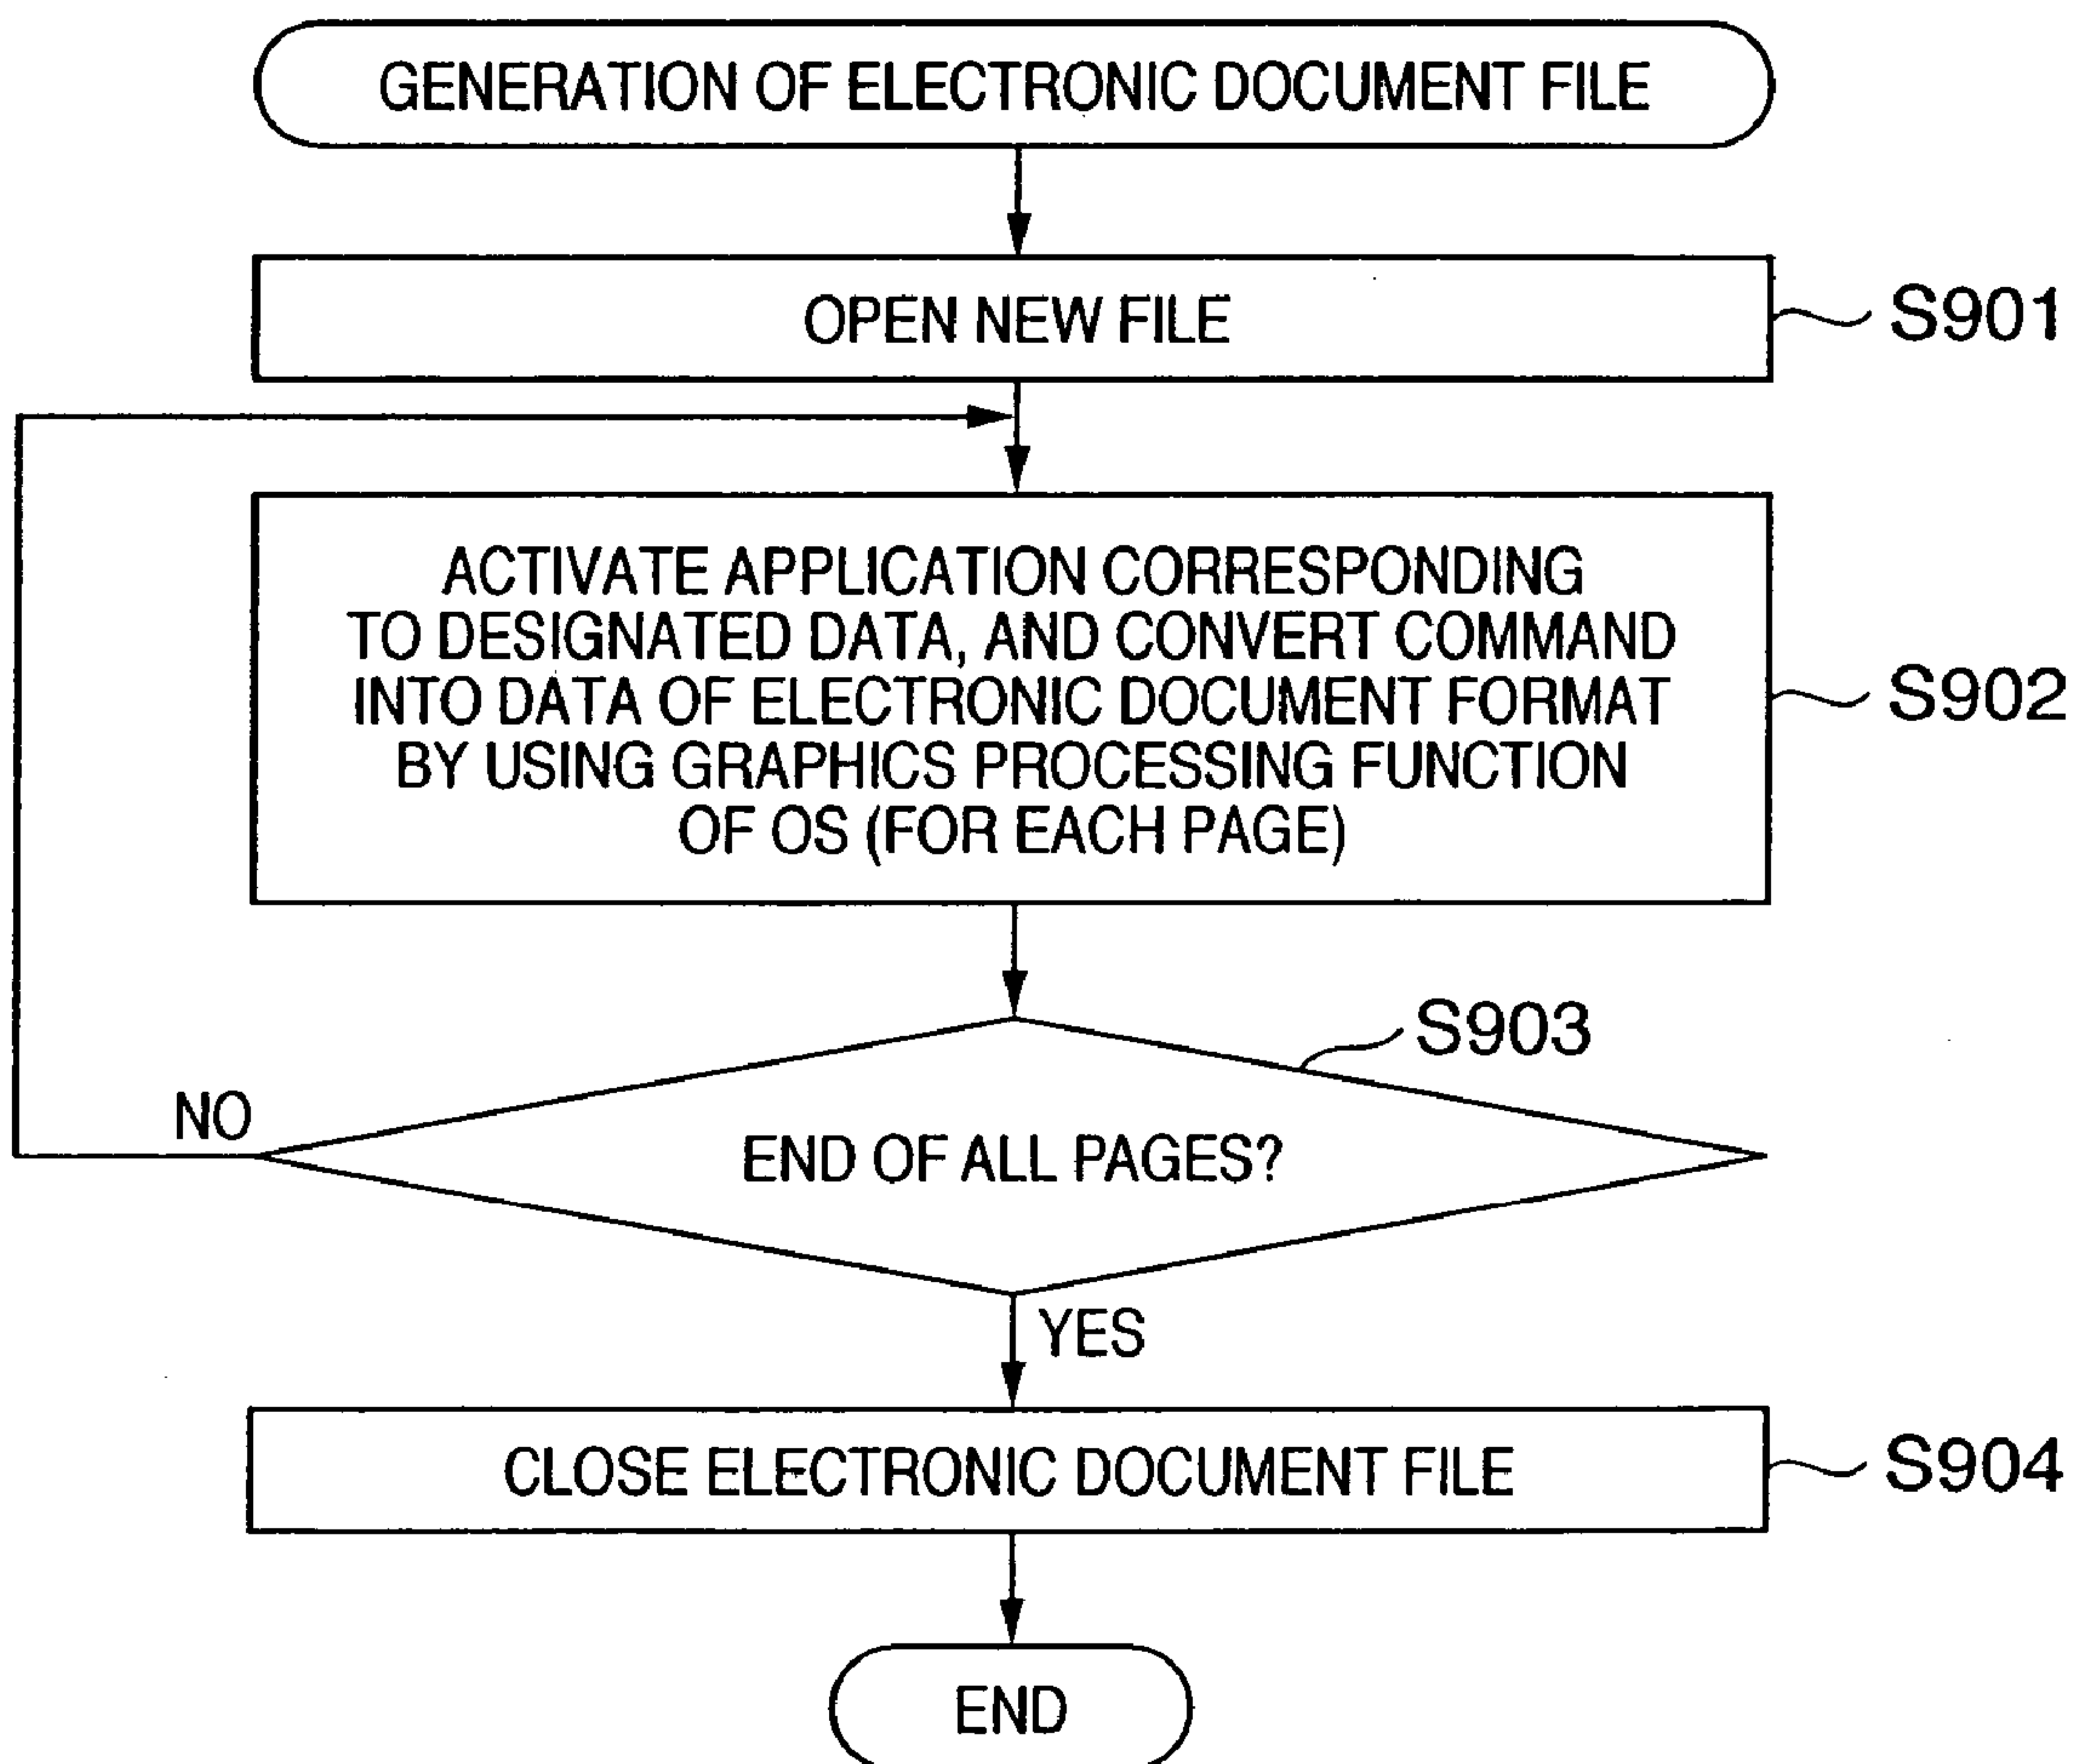 GENERATION OF ELECTRONIC DOCUMENT FILE
OPEN NEW FILE
S901
ACTIVATE APPLICATION CORRESPONDING
TO DESIGNATED DATA, AND CONVERT COMMAND
INTO DATA OF ELECTRONIC DOCUMENT FORMAT
BY USING GRAPHICS PROCESSING FUNCTION
OF OS (FOR EACH PAGE)
S902
S903
NO
END OF ALL PAGES?
YES
CLOSE ELECTRONIC DOCUMENT FILE
S904
END